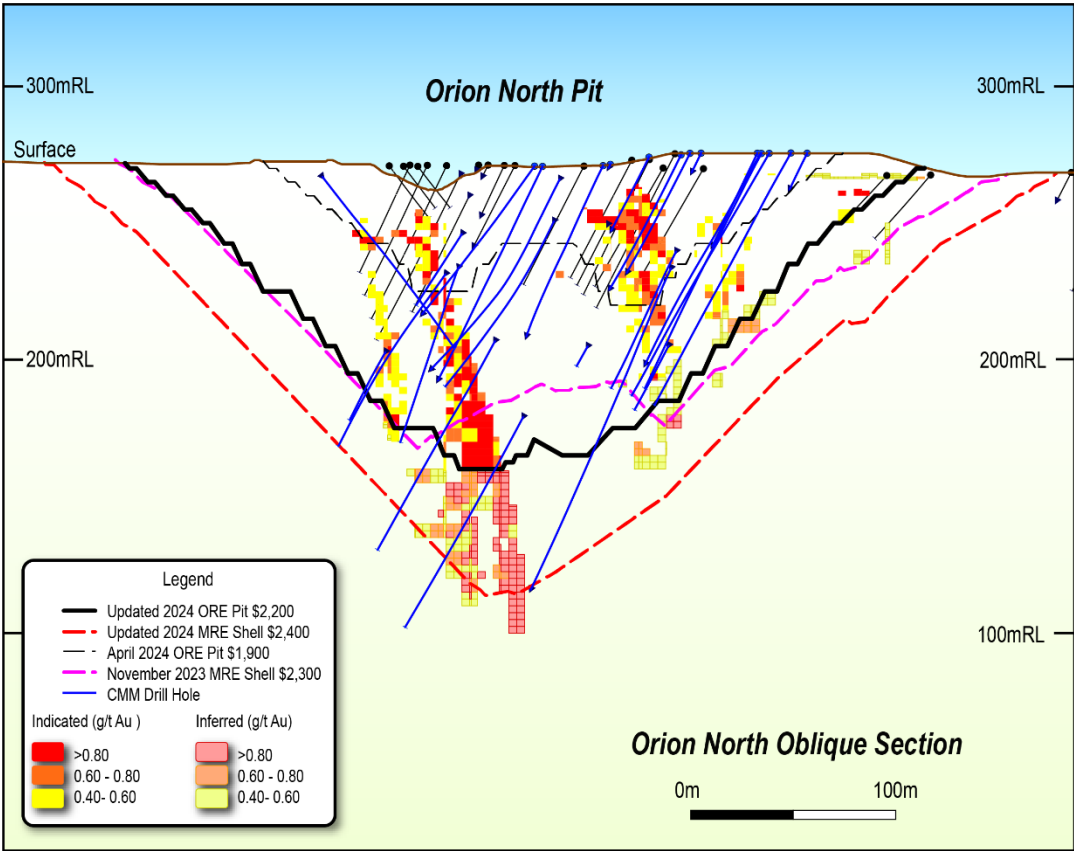 Orion North Pit
300mRL
300mRL
Surface
200mRL
200mRL
100mRL
Legend
Updated 2024 ORE Pit $2,200
Updated 2024 MRE Shell $2,400
April 2024 ORE Pit $1,900
November 2023 MRE Shell $2,300
CMM Drill Hole
Indicated (g/t Au )
>0.80
0.60 - 0.80
0.40- 0.60
Inferred (g/t Au)
>0.80
0.60 - 0.80
0.40- 0.60
Orion North Oblique Section
0m
100m